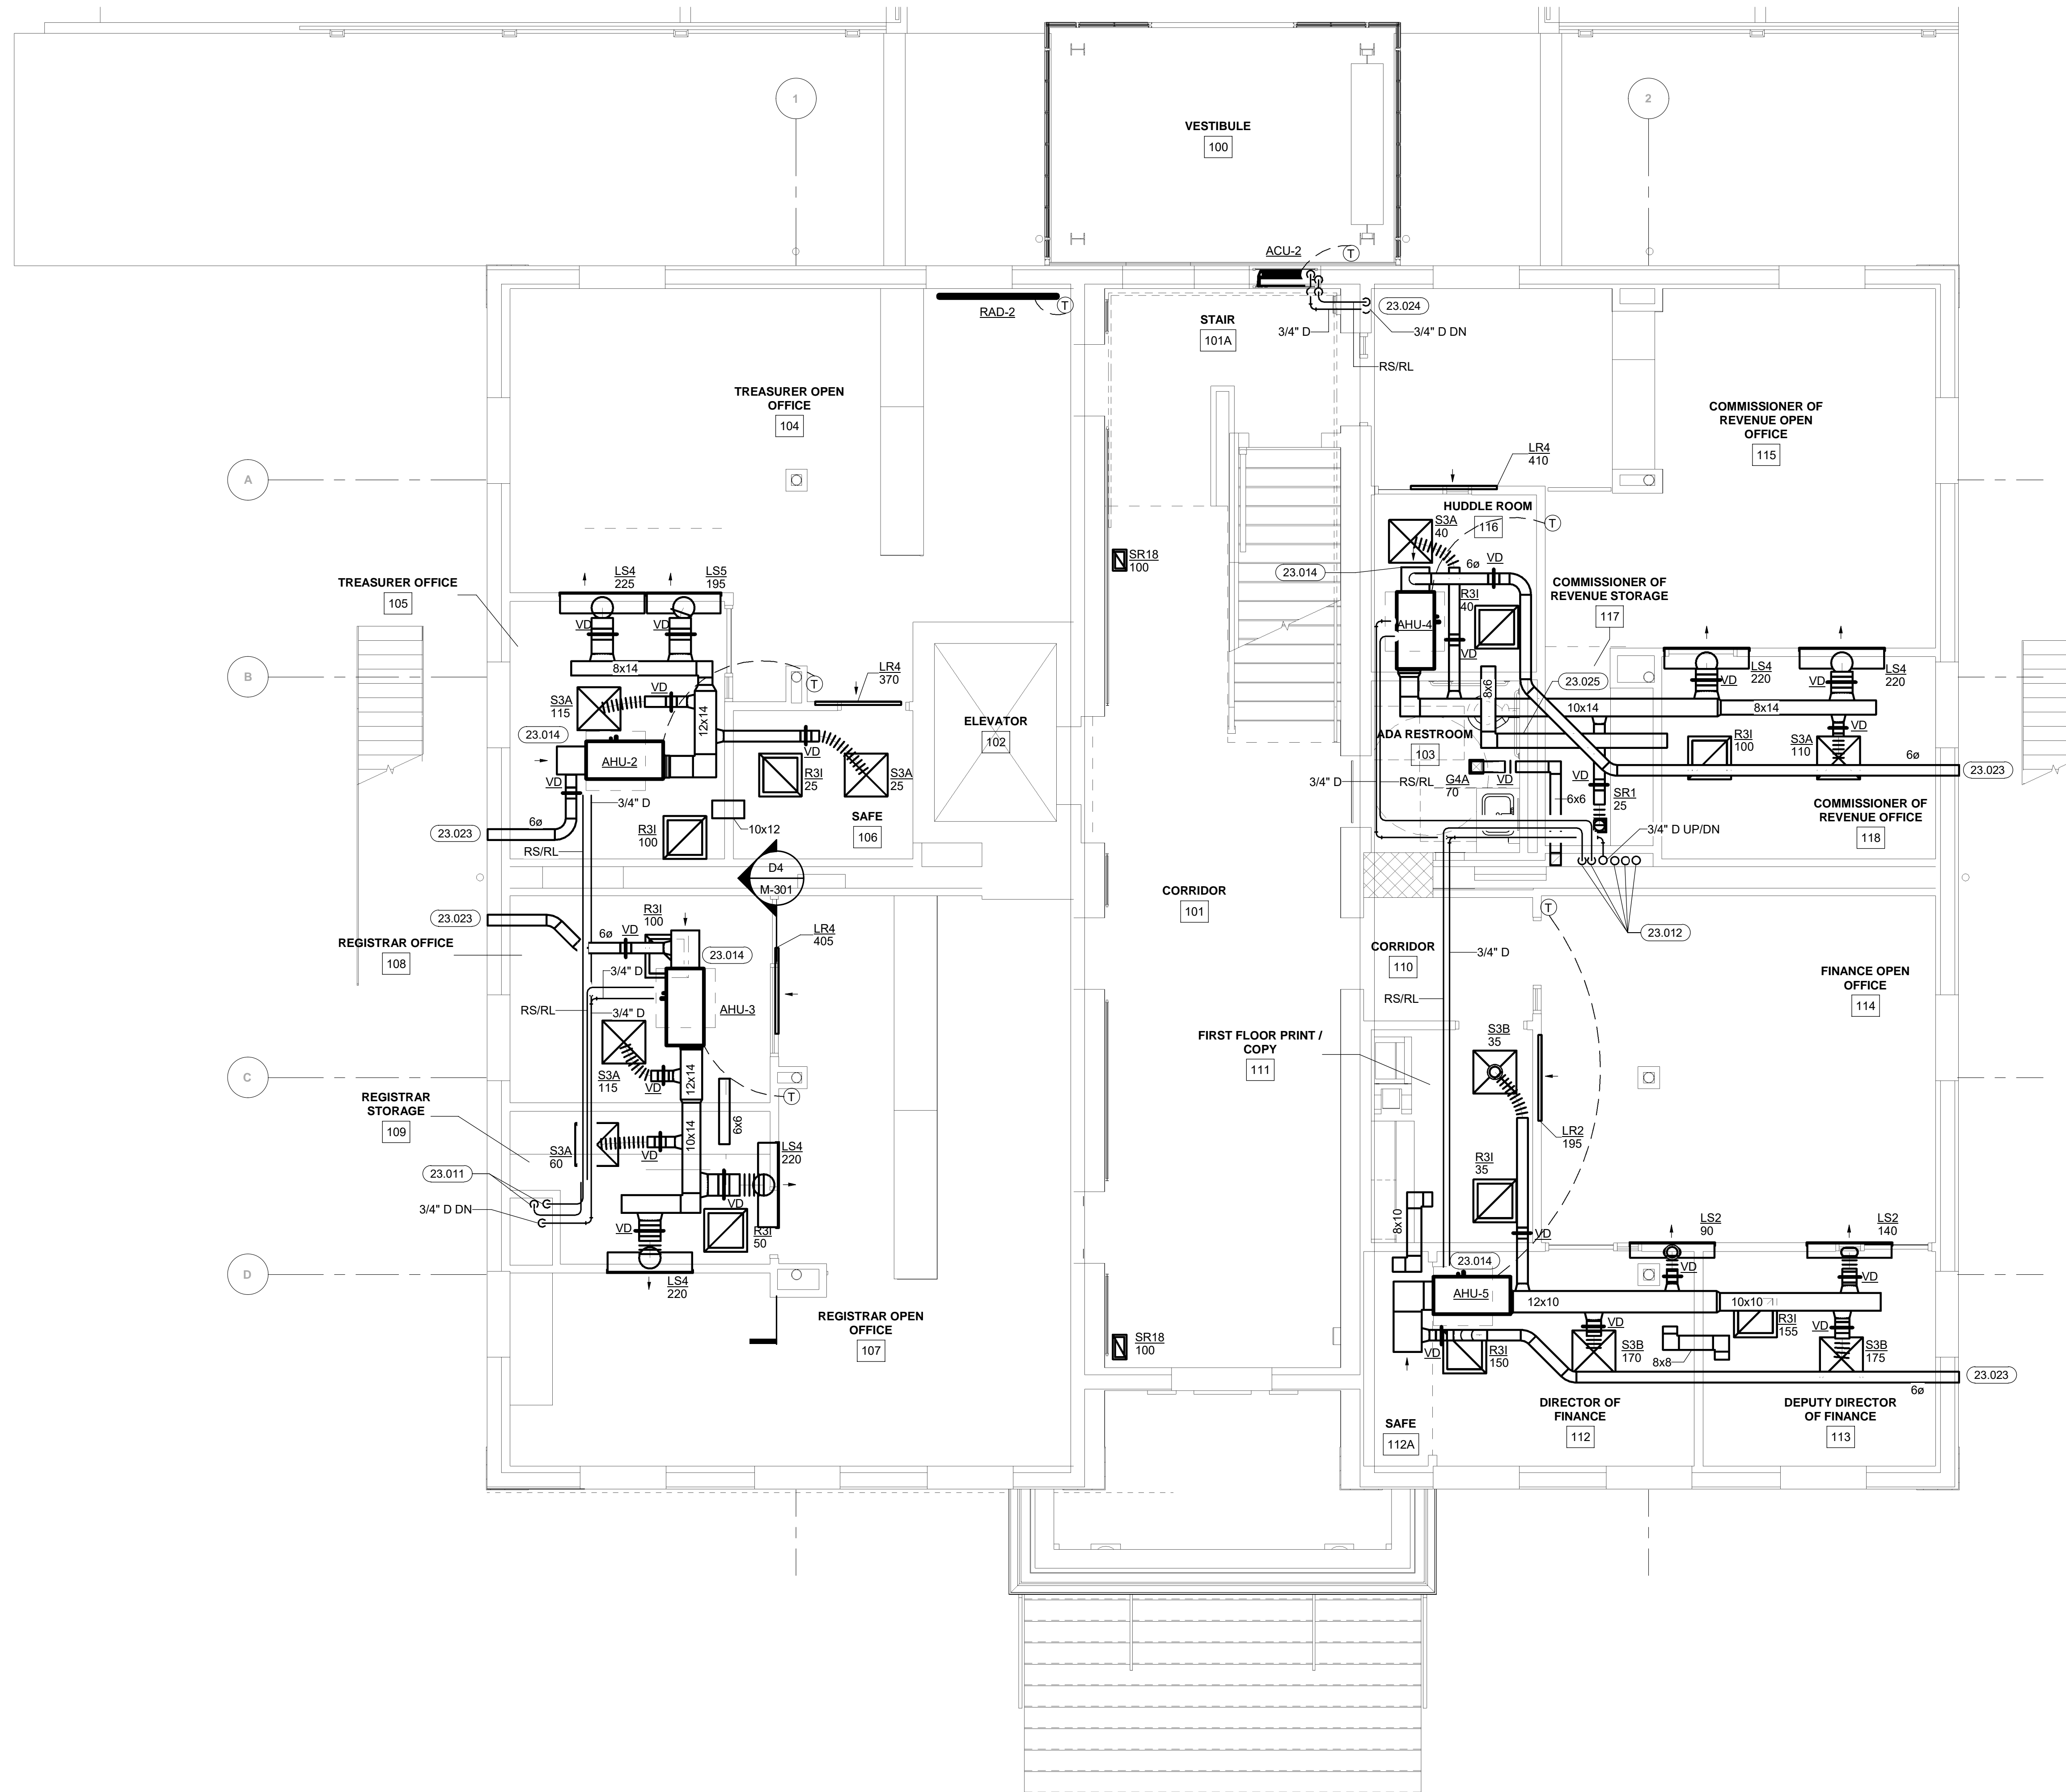 1
2
VESTIBULE
100
ACU-2
T
RAD-2
T
STAIR
101A
23.024
3/4" D
3/4" D DN
RS/RL
TREASURER OPEN
OFFICE
104
COMMISSIONER OF
REVENUE OPEN
OFFICE
115
A
LR4
410
HUDDLE ROOM
116
T
S3A
40
SR18
100
LS4
225
LS5
195
TREASURER OFFICE
105
VD
VD
23.014
6ø
VD
R3I
40
COMMISSIONER OF
REVENUE STORAGE
117
AHU-4
VD
B
8x14
LR4
370
T
VD
S3A
115
12x14
23.014
AHU-2
VD
ELEVATOR
102
8x6
23.025
LS4
220
VD
LS4
220
VD
10x14
8x14
ADA RESTROOM
103
VD
R3I
25
S3A
25
3/4" D
RS/RL
G4A
70
VD
6x6
VD
SR1
25
R3I
100
S3A
110
VD
6ø
23.023
3/4" D
6ø
23.023
RS/RL
R3I
100
10x12
SAFE
106
COMMISSIONER OF
REVENUE OFFICE
118
3/4" D UP/DN
D4
M-301
CORRIDOR
101
23.023
REGISTRAR OFFICE
108
6ø
VD
R3I
100
LR4
405
23.014
3/4" D
RS/RL
3/4" D
AHU-3
T
23.012
CORRIDOR
110
3/4" D
RS/RL
FINANCE OPEN
OFFICE
114
FIRST FLOOR PRINT /
COPY
111
S3B
35
C
S3A
115
VD
12x14
T
REGISTRAR
STORAGE
109
6x6
10x14
LR2
195
S3A
60
VD
LS4
220
23.011
3/4" D DN
VD
VD
R3I
50
R3I
35
8x10
VD
LS2
90
LS2
140
D
LS4
220
23.014
AHU-5
VD
VD
12x10
10x10
REGISTRAR OPEN
OFFICE
107
SR18
100
VD
R3I
150
VD
S3B
170
8x8
R3I
155
VD
S3B
175
23.023
6ø
SAFE
112A
DIRECTOR OF
FINANCE
112
DEPUTY DIRECTOR
OF FINANCE
113